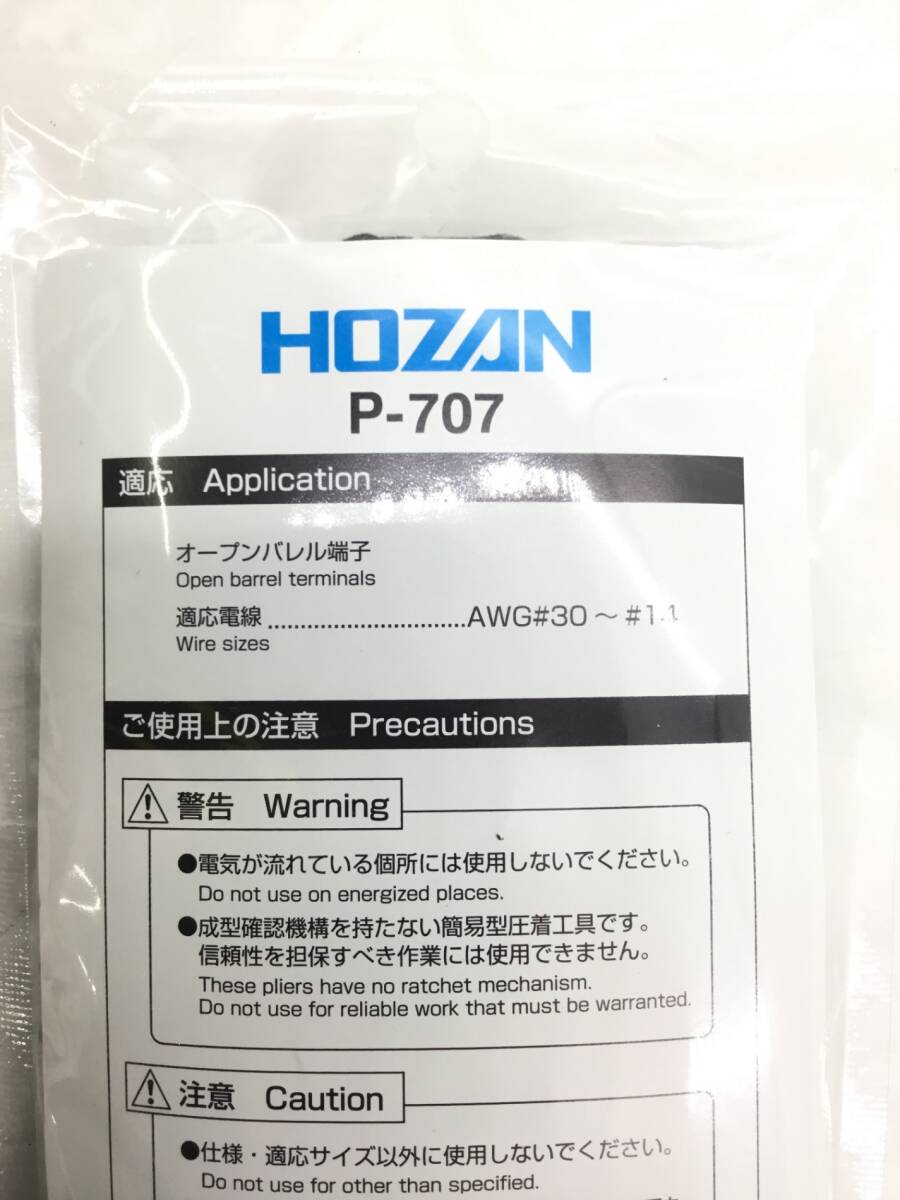 HOZAN
P-707
適応 Application
オープンバレル端子
Open barrel terminals
適応電線 ..............................AWG#30 ～ #14
Wire sizes
ご使用上の注意 Precautions
警告 Warning
●電気が流れている個所には使用しないでください。
Do not use on energized places.
●成型確認機構を持たない簡易型圧着工具です。
信頼性を担保すべき作業には使用できません。
These pliers have no ratchet mechanism.
Do not use for reliable work that must be warranted.
注意 Caution
●仕様・適応サイズ以外に使用しないでください。
Do not use for other than specified.